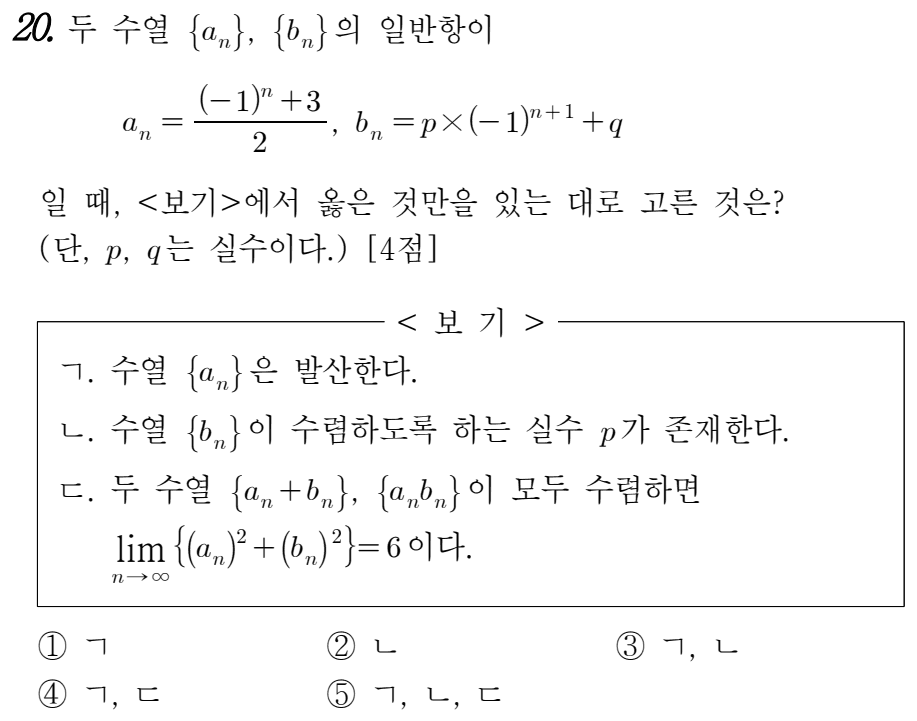 20. 두 수열 {aₙ}, {bₙ}의 일반항이
aₙ = ((-1)ⁿ+3)/2, bₙ = p×(-1)ⁿ⁺¹+q
일 때, <보기>에서 옳은 것만을 있는 대로 고른 것은?
(단, p, q는 실수이다.) [4점]
< 보 기 >
ㄱ. 수열 {aₙ}은 발산한다.
ㄴ. 수열 {bₙ}이 수렴하도록 하는 실수 p가 존재한다.
ㄷ. 두 수열 {aₙ+bₙ}, {aₙbₙ}이 모두 수렴하면
lim n→∞ {(aₙ)²+(bₙ)²}=6이다.
① ㄱ ② ㄴ ③ ㄱ, ㄴ
④ ㄱ, ㄷ ⑤ ㄱ, ㄴ, ㄷ